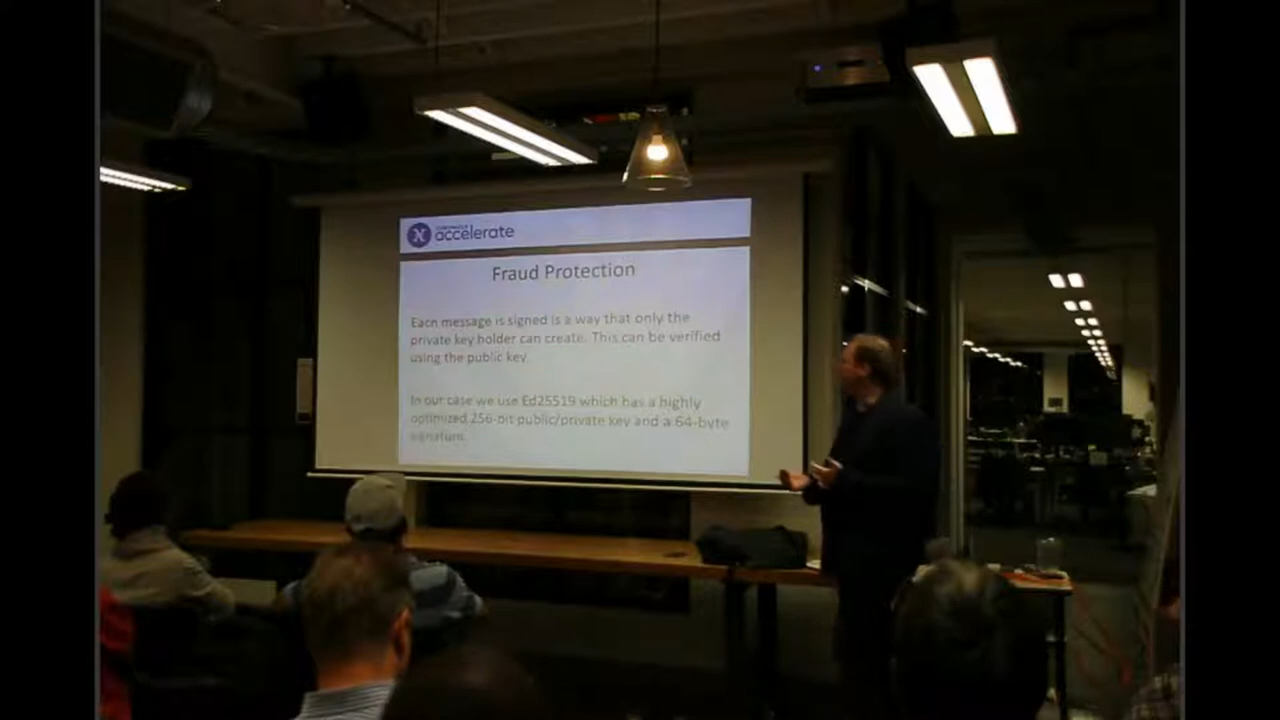 accelerate
Fraud Protection
Each message is signed is a way that only the
private key holder can create. This can be verified
using the public key.
In our case we use Ed25519 which has a highly
optimized 256-bit public/private key and a 64-byte
signature.